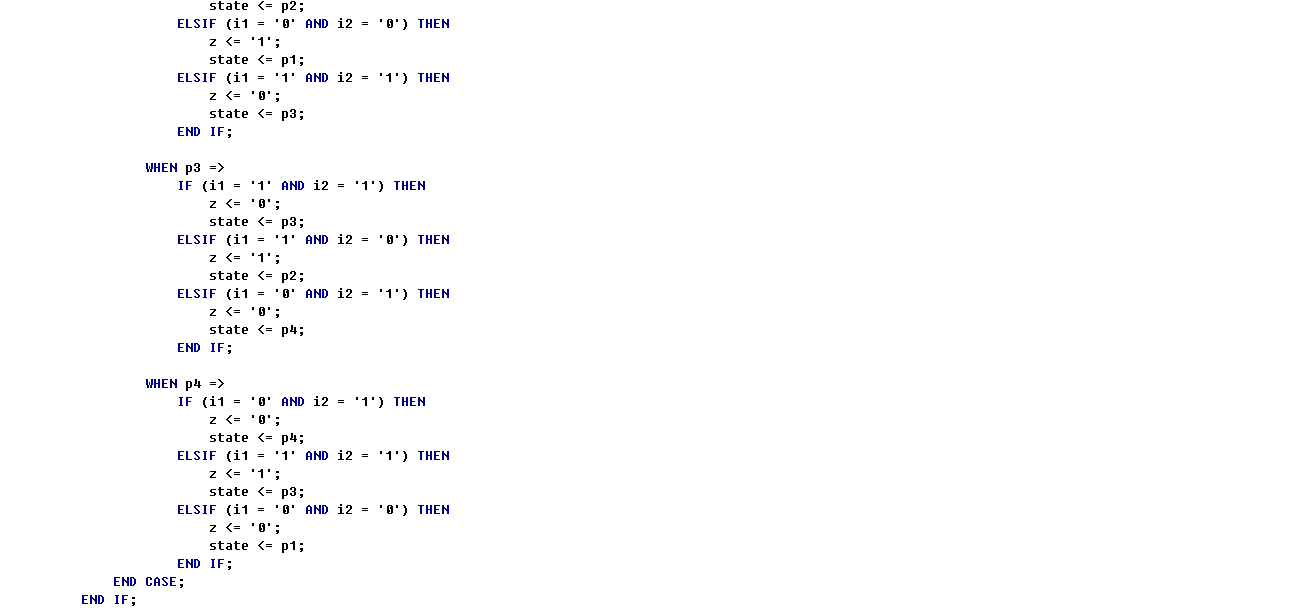 state <= p2;
ELSIF (i1 = '0' AND i2 = '0') THEN
z <= '1';
state <= p1;
ELSIF (i1 = '1' AND i2 = '1') THEN
z <= '0';
state <= p3;
END IF;
WHEN p3 =>
IF (i1 = '1' AND i2 = '1') THEN
z <= '0';
state <= p3;
ELSIF (i1 = '1' AND i2 = '0') THEN
z <= '1';
state <= p2;
ELSIF (i1 = '0' AND i2 = '1') THEN
z <= '0';
state <= p4;
END IF;
WHEN p4 =>
IF (i1 = '0' AND i2 = '1') THEN
z <= '0';
state <= p4;
ELSIF (i1 = '1' AND i2 = '1') THEN
z <= '1';
state <= p3;
ELSIF (i1 = '0' AND i2 = '0') THEN
z <= '0';
state <= p1;
END IF;
END CASE;
END IF;